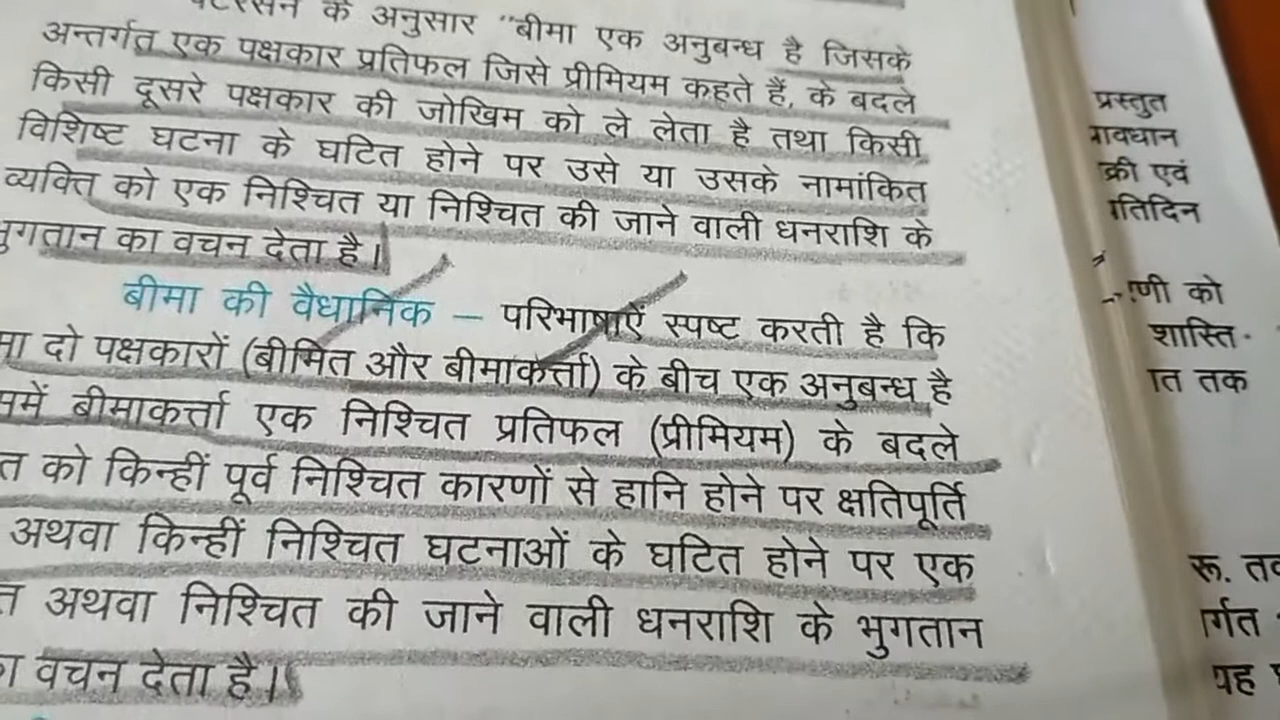 के अनुसार "बीमा एक अनुबन्ध है जिसके
अन्तर्गत एक पक्षकार प्रतिफल जिसे प्रीमियम कहते हैं, के बदले
किसी दूसरे पक्षकार की जोखिम को ले लेता है तथा किसी
विशिष्ट घटना के घटित होने पर उसे या उसके नामांकित
व्यक्ति को एक निश्चित या निश्चित की जाने वाली धनराशि के
का वचन देता है।
बीमा की वैधानिक – परिभाषाऐं स्पष्ट करती है कि
दो पक्षकारों (बीमित और बीमाकर्त्ता) के बीच एक अनुबन्ध है
बीमाकर्त्ता एक निश्चित प्रतिफल (प्रीमियम) के बदले
को किन्हीं पूर्व निश्चित कारणों से हानि होने पर क्षतिपूर्ति
अथवा किन्हीं निश्चित घटनाओं के घटित होने पर एक
अथवा निश्चित की जाने वाली धनराशि के भुगतान
वचन देता है।
प्रस्तुत
एवं
को
शास्ति
तक
रू.
यह